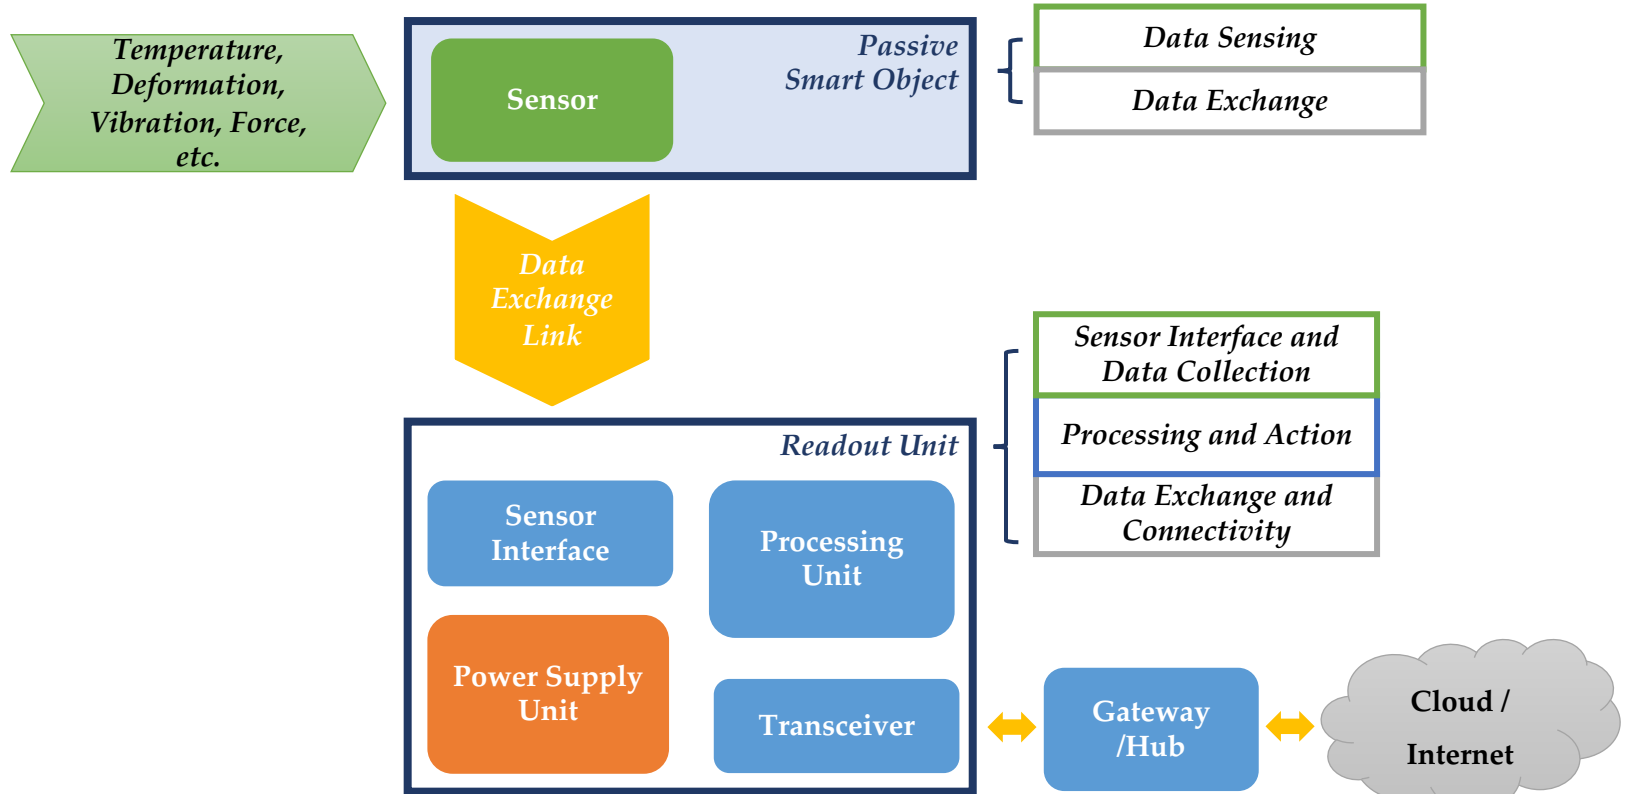 Temperature,
Deformation,
Vibration, Force,
etc.
Sensor
Passive
Smart Object
Data Sensing
Data Exchange
Data
Exchange
Link
Readout Unit
Sensor
Interface
Processing
Unit
Power Supply
Unit
Transceiver
Sensor Interface and
Data Collection
Processing and Action
Data Exchange and
Connectivity
Gateway
/Hub
Cloud /
Internet